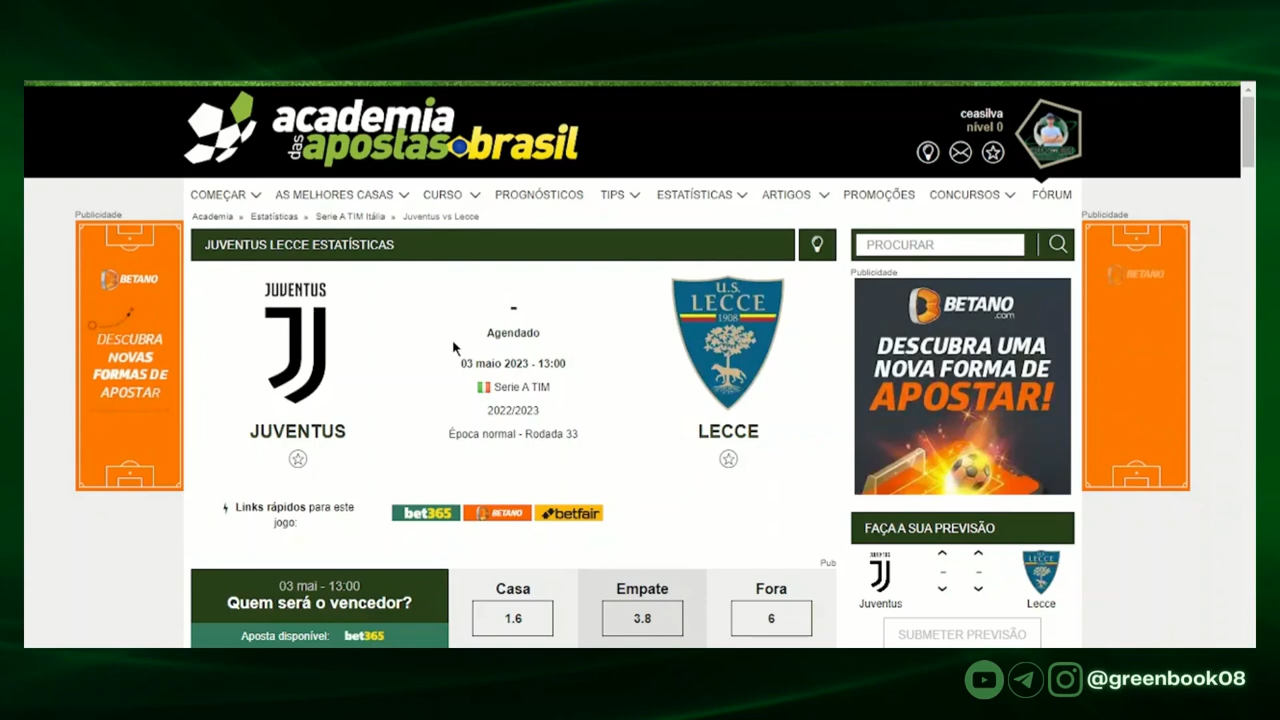 academia
das apostas brasil
ceasilva
nível 0
COMEÇAR AS MELHORES CASAS CURSO PROGNÓSTICOS TIPS ESTATÍSTICAS ARTIGOS PROMOÇÕES CONCURSOS FÓRUM
Academia » Estatísticas » Serie A TIM Itália » Juventus vs Lecce
Publicidade
BETANO
DESCUBRA
NOVAS
FORMAS DE
APOSTAR
JUVENTUS LECCE ESTATÍSTICAS
JUVENTUS
JUVENTUS
-
Agendado
03 maio 2023 - 13:00
Serie A TIM
2022/2023
Época normal - Rodada 33
U.S.
LECCE
1908
LECCE
Links rápidos para este
jogo:
bet365 BETANO betfair
Pub
03 mai - 13:00
Quem será o vencedor?
Aposta disponível: bet365
Casa
1.6
Empate
3.8
Fora
6
PROCURAR
Publicidade
BETANO
.com
DESCUBRA UMA
NOVA FORMA DE
APOSTAR!
FAÇA A SUA PREVISÃO
JUVENTUS
Juventus
- -
LECCE
Lecce
SUBMETER PREVISÃO
Publicidade
BETANO
@greenbook08